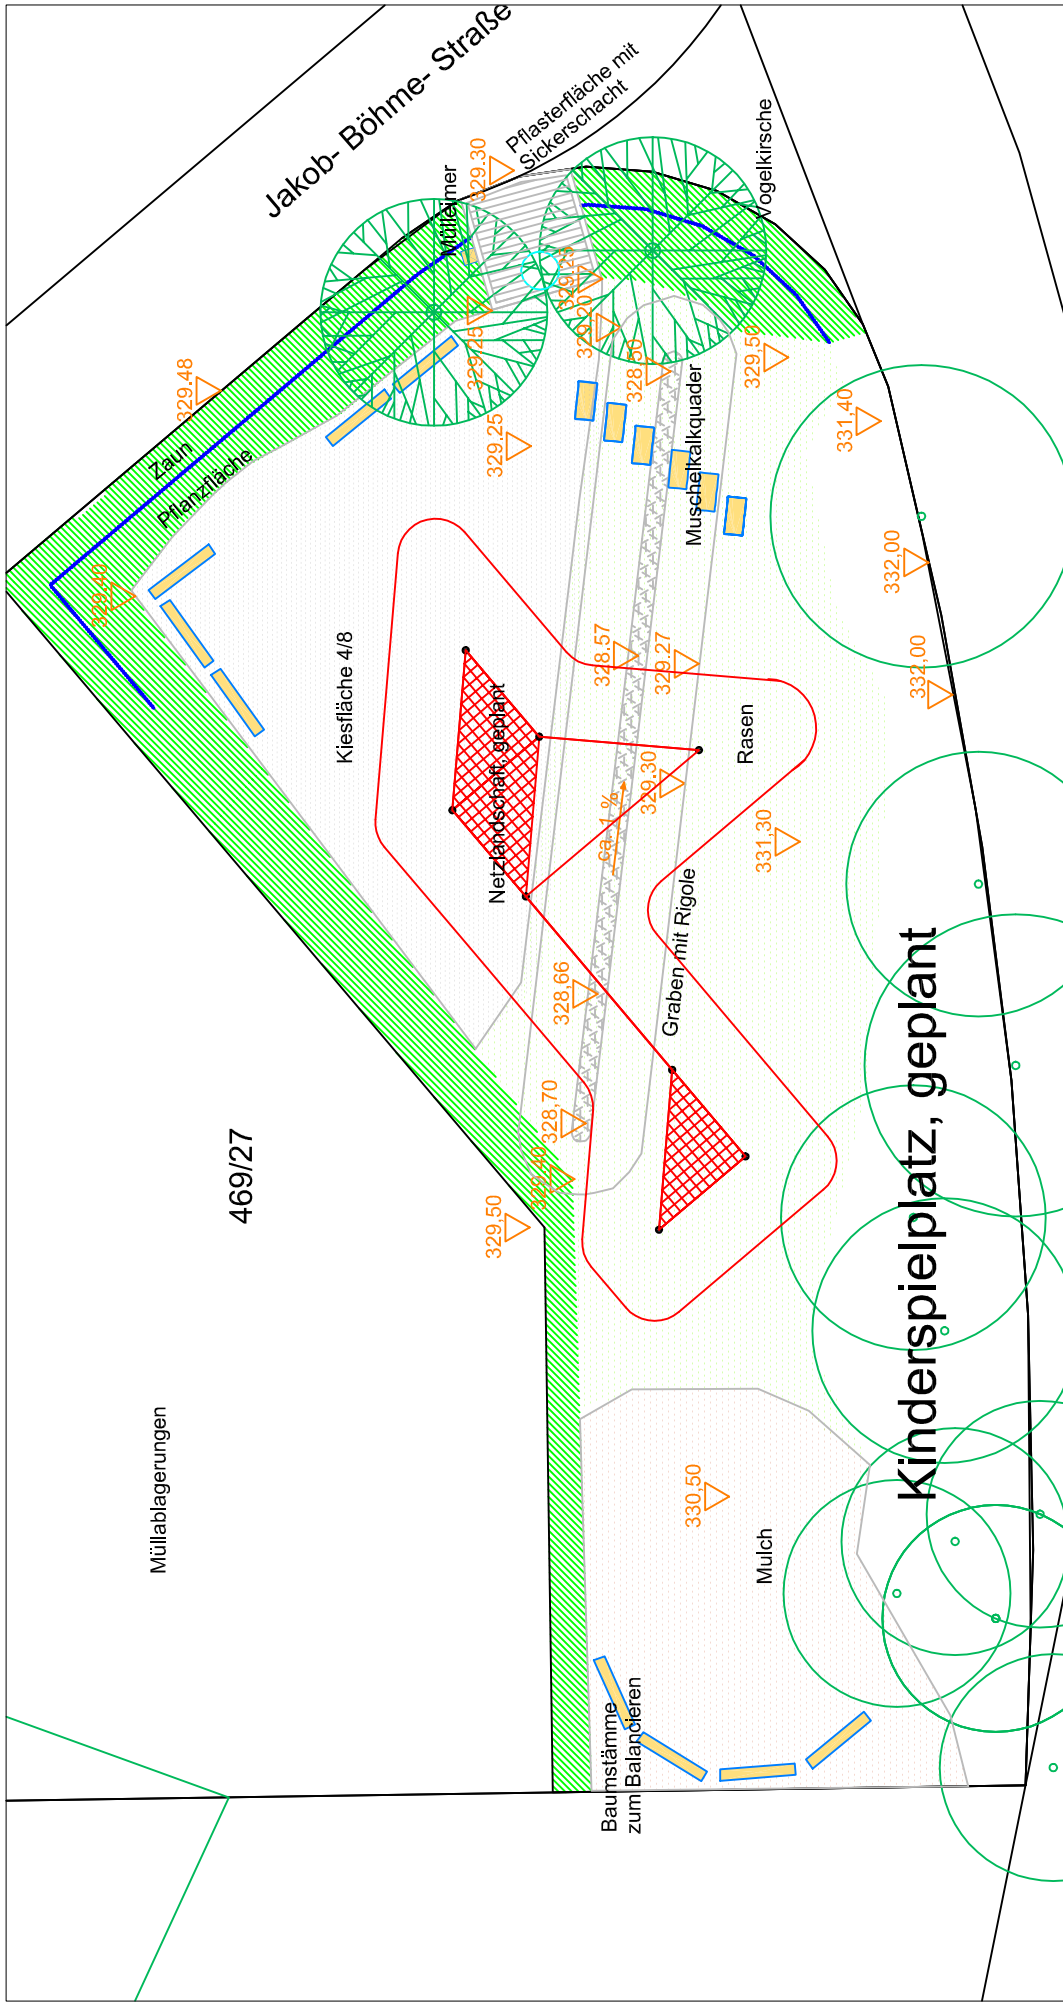 Jakob- Böhme- Straße
Pflasterfläche mit
Sickerschacht
Mülleimer
Vogelkirsche
329.30
329.25
329.20
329.25
328.50
329.50
329.48
Zaun
Pflanzfläche
329.25
331,40
Muschelkalkquader
329.40
332,00
Kiesfläche 4/8
328.57
329.27
332,00
Netzlandschaft, geplant
Rasen
329.30
ca. 1 %
331,30
Graben mit Rigole
328,66
328,70
329.40
329,50
469/27
Kinderspielplatz, geplant
Müllablagerungen
330,50
Mulch
Baumstämme
zum Balancieren